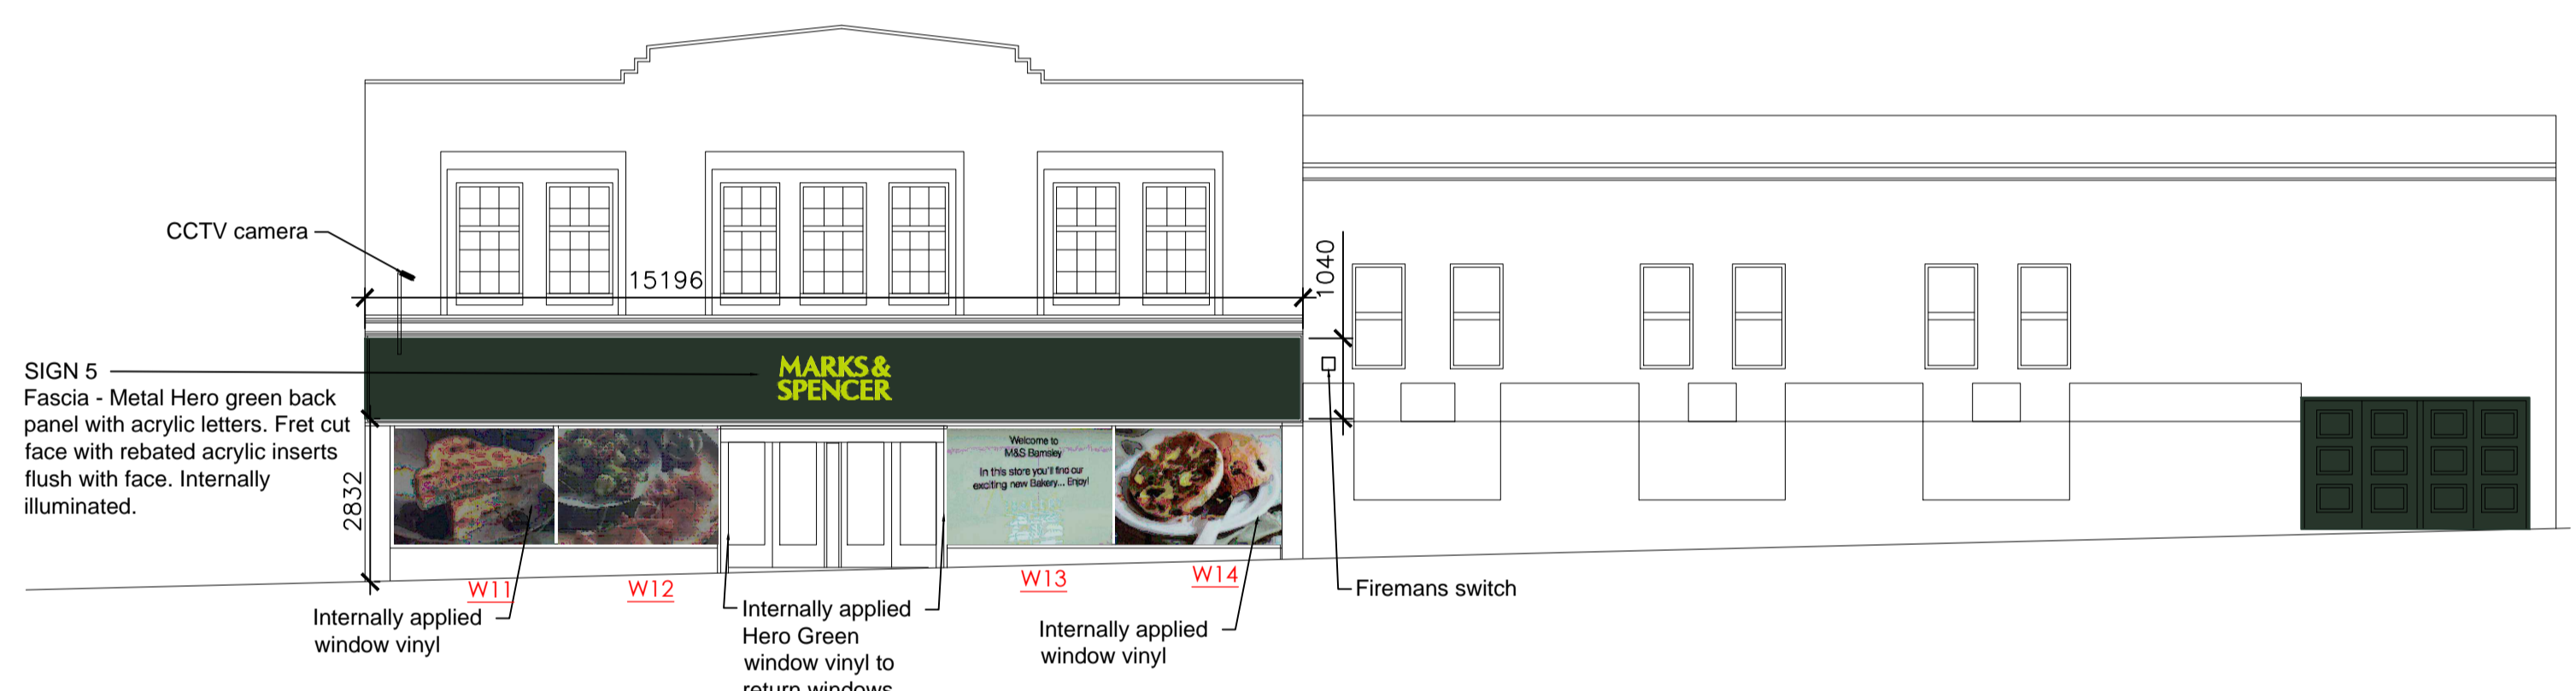 CCTV camera
15196
1040
SIGN 5
Fascia - Metal Hero green back
panel with acrylic letters. Fret cut
face with rebated acrylic inserts
flush with face. Internally
illuminated.
MARKS &
SPENCER
2832
Welcome to
M&S Barnsley
In this store you'll find our
exciting new Bakery... Enjoy!
W11
W12
W13
W14
Internally applied
window vinyl
Internally applied
Hero Green
window vinyl to
return windows
Internally applied
window vinyl
Firemans switch